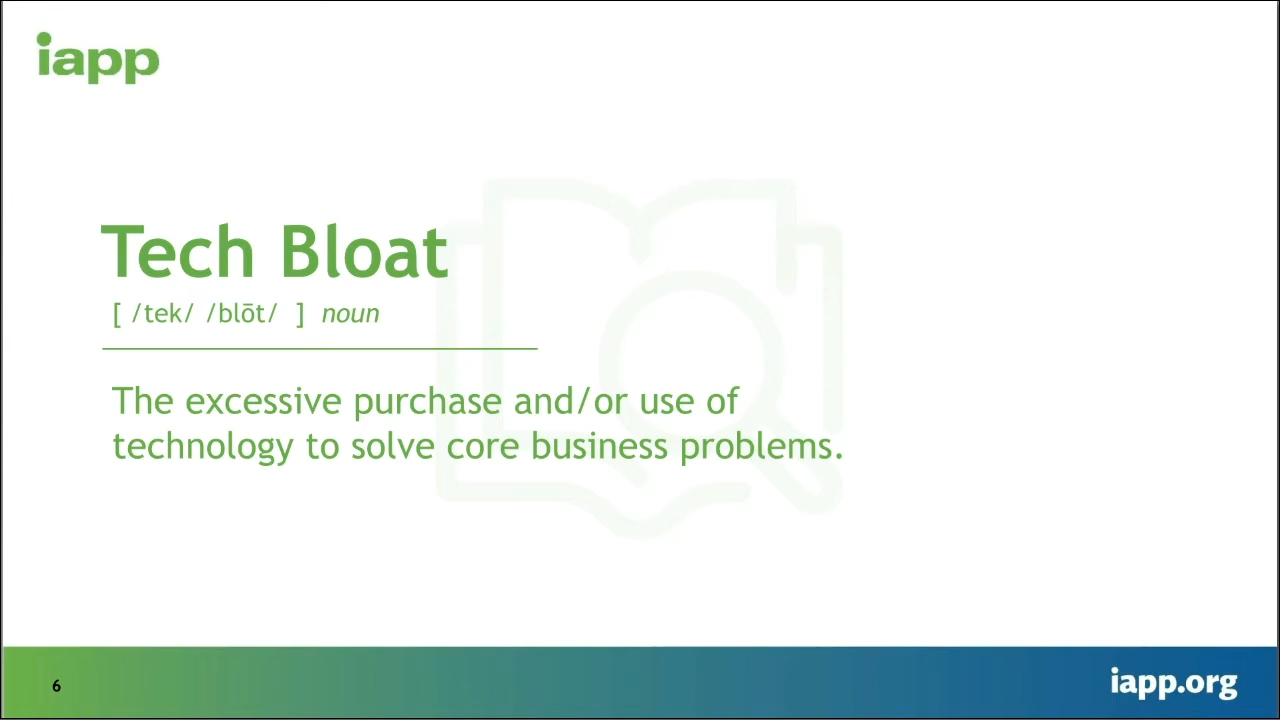 iapp
Tech Bloat
[ /tek/ /blōt/ ] noun
The excessive purchase and/or use of
technology to solve core business problems.
6
iapp.org